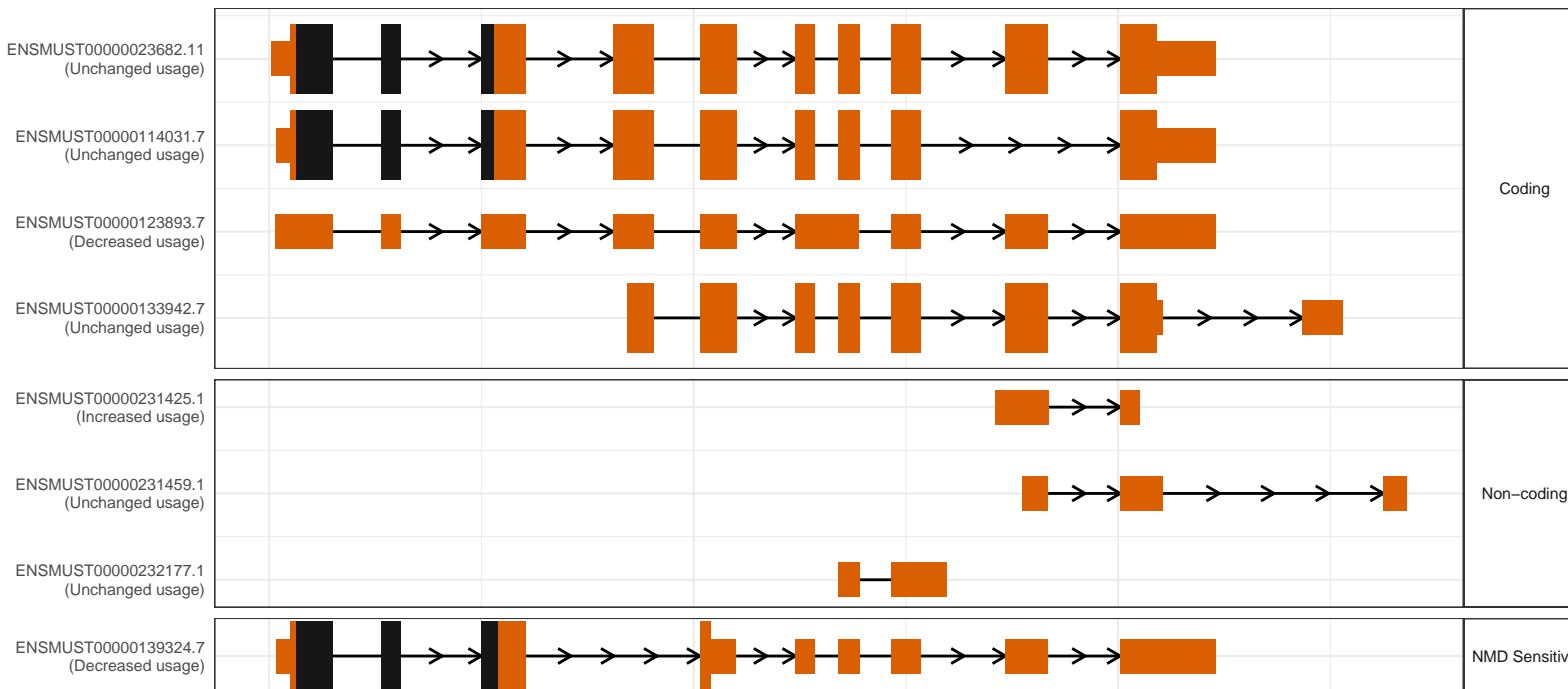 ENSMUST00000023682.11
(Unchanged usage)
ENSMUST00000114031.7
(Unchanged usage)
ENSMUST00000123893.7
(Decreased usage)
ENSMUST00000133942.7
(Unchanged usage)
Coding
ENSMUST00000231425.1
(Increased usage)
ENSMUST00000231459.1
(Unchanged usage)
ENSMUST00000232177.1
(Unchanged usage)
Non−coding
ENSMUST00000139324.7
(Decreased usage)
NMD Sensitiv